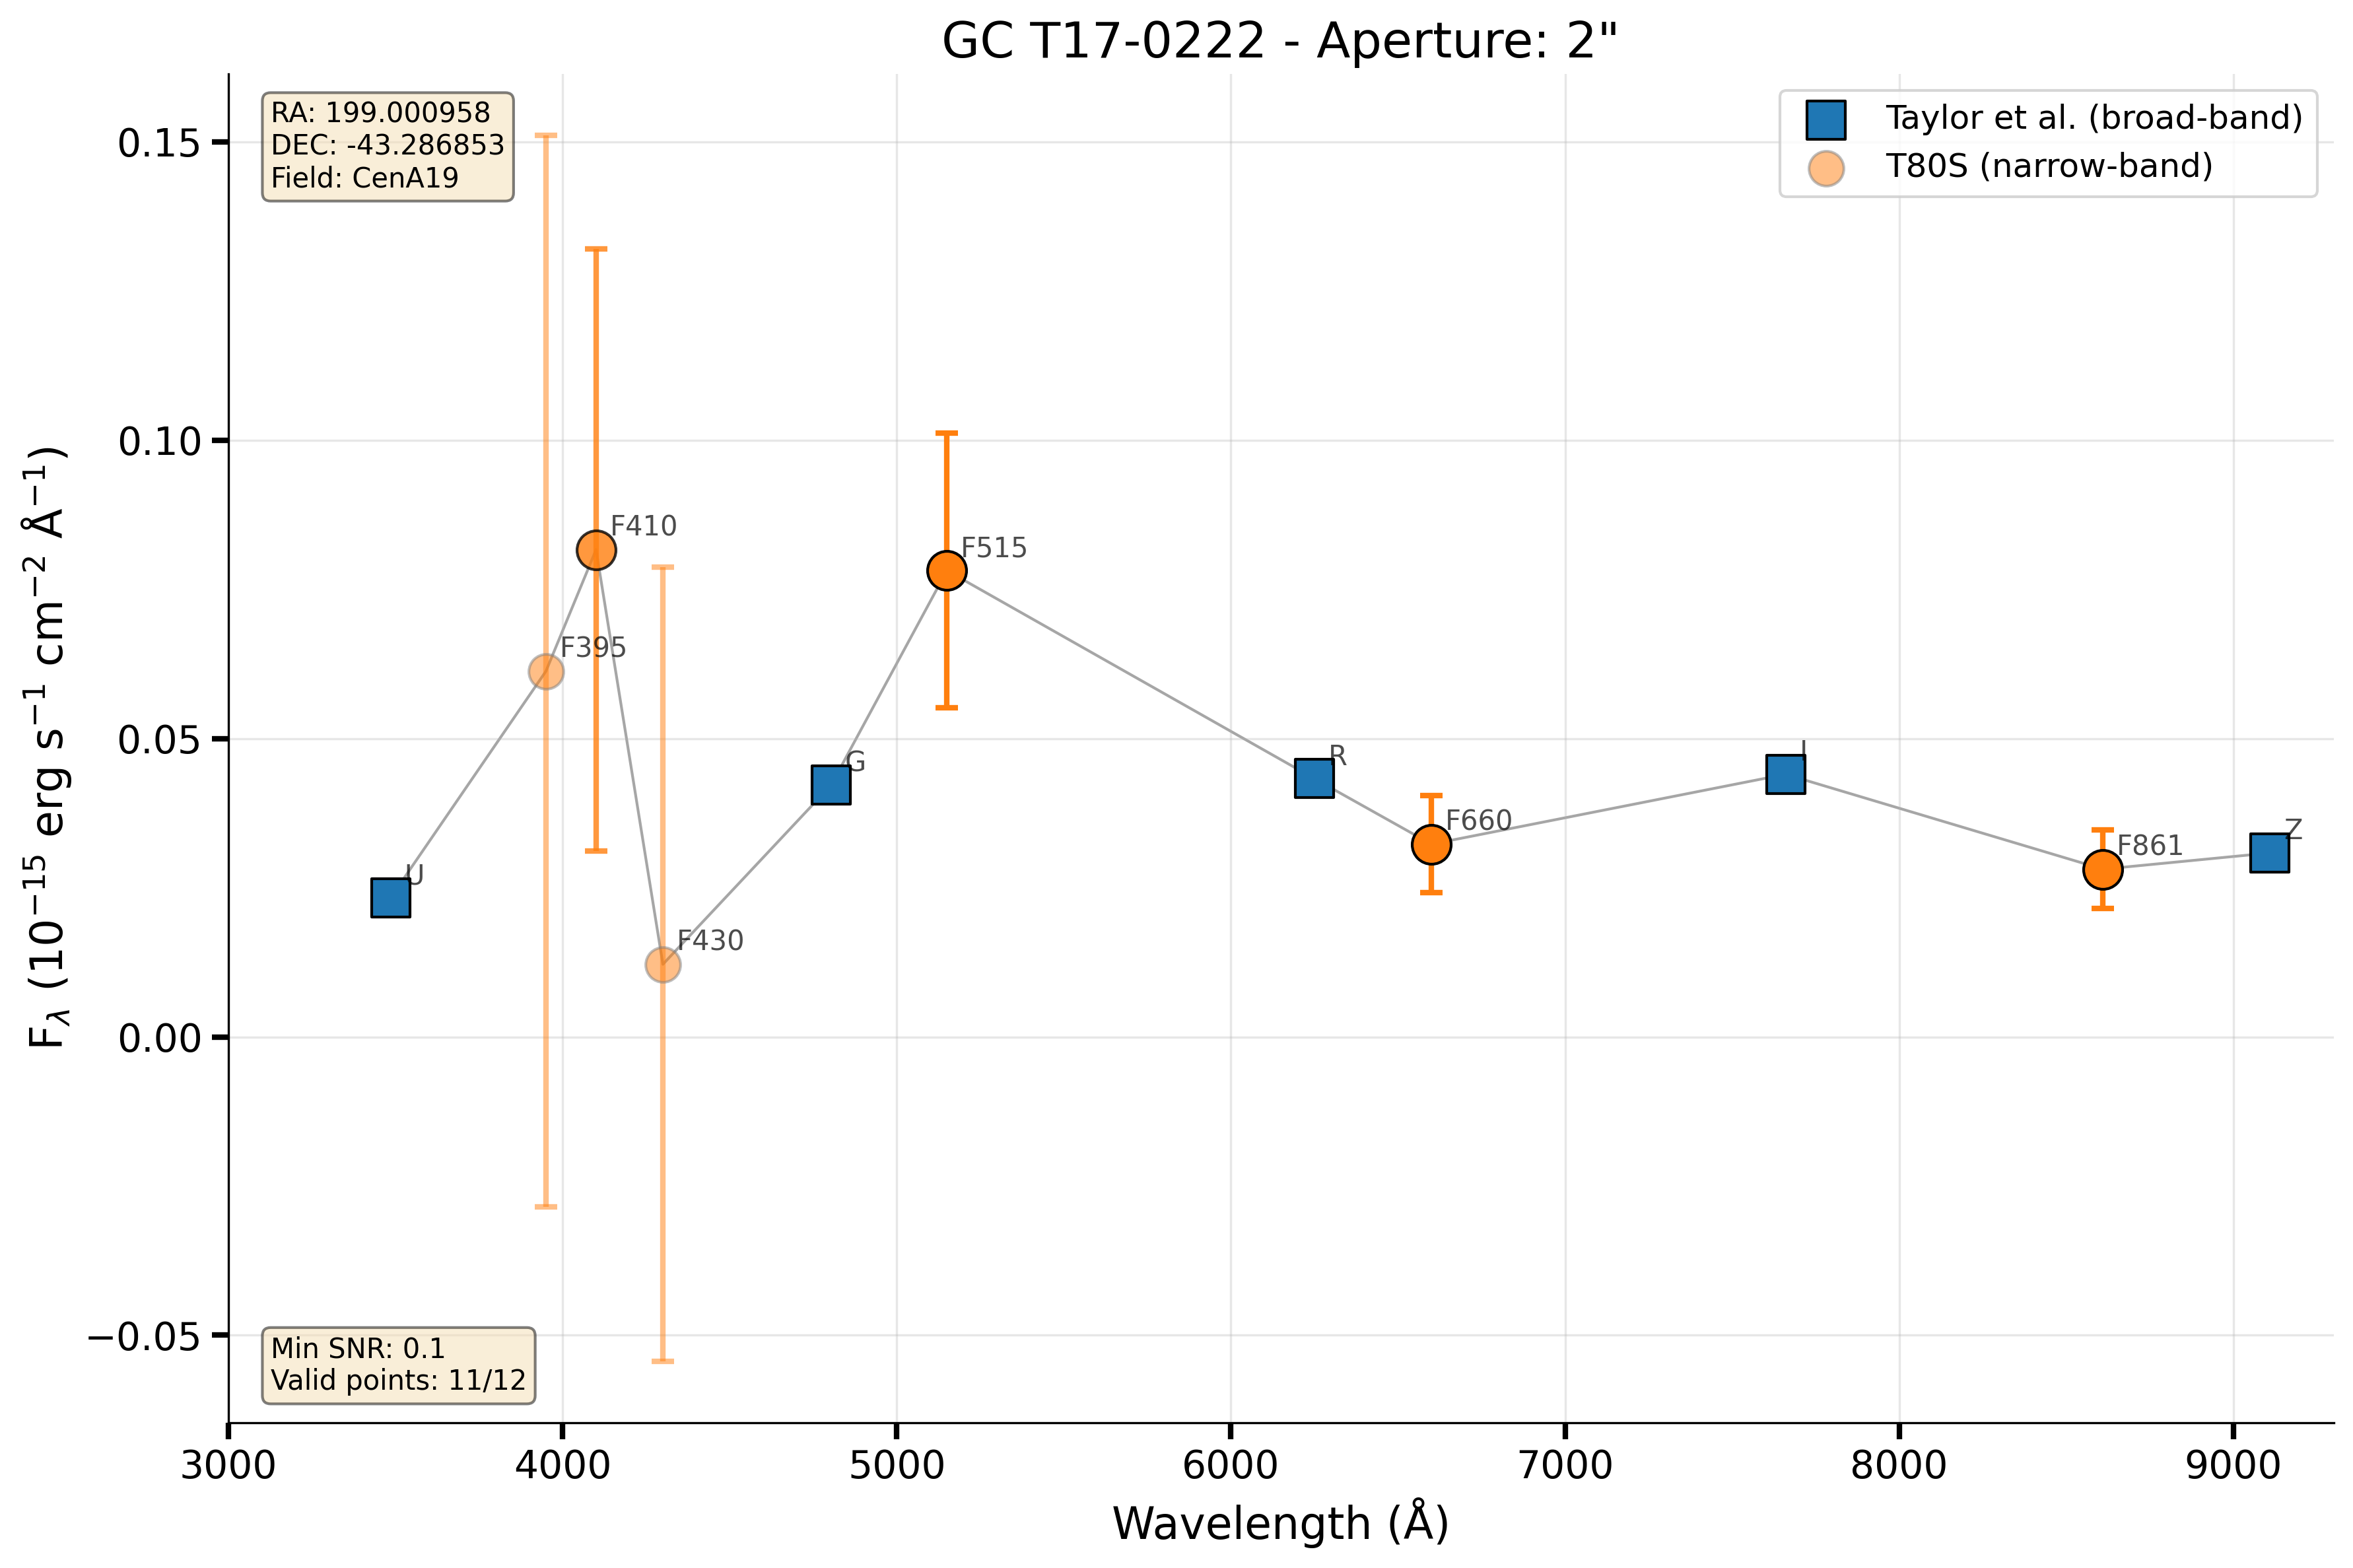 GC T17-0222 - Aperture: 2"
RA: 199.000958
DEC: -43.286853
Field: CenA19
Taylor et al. (broad-band)
T80S (narrow-band)
0.15
0.10
0.05
0.00
−0.05
F_λ (10⁻¹⁵ erg s⁻¹ cm⁻² Å⁻¹)
U
F395
F410
F430
G
F515
R
F660
I
F861
Z
Min SNR: 0.1
Valid points: 11/12
3000 4000 5000 6000 7000 8000 9000
Wavelength (Å)